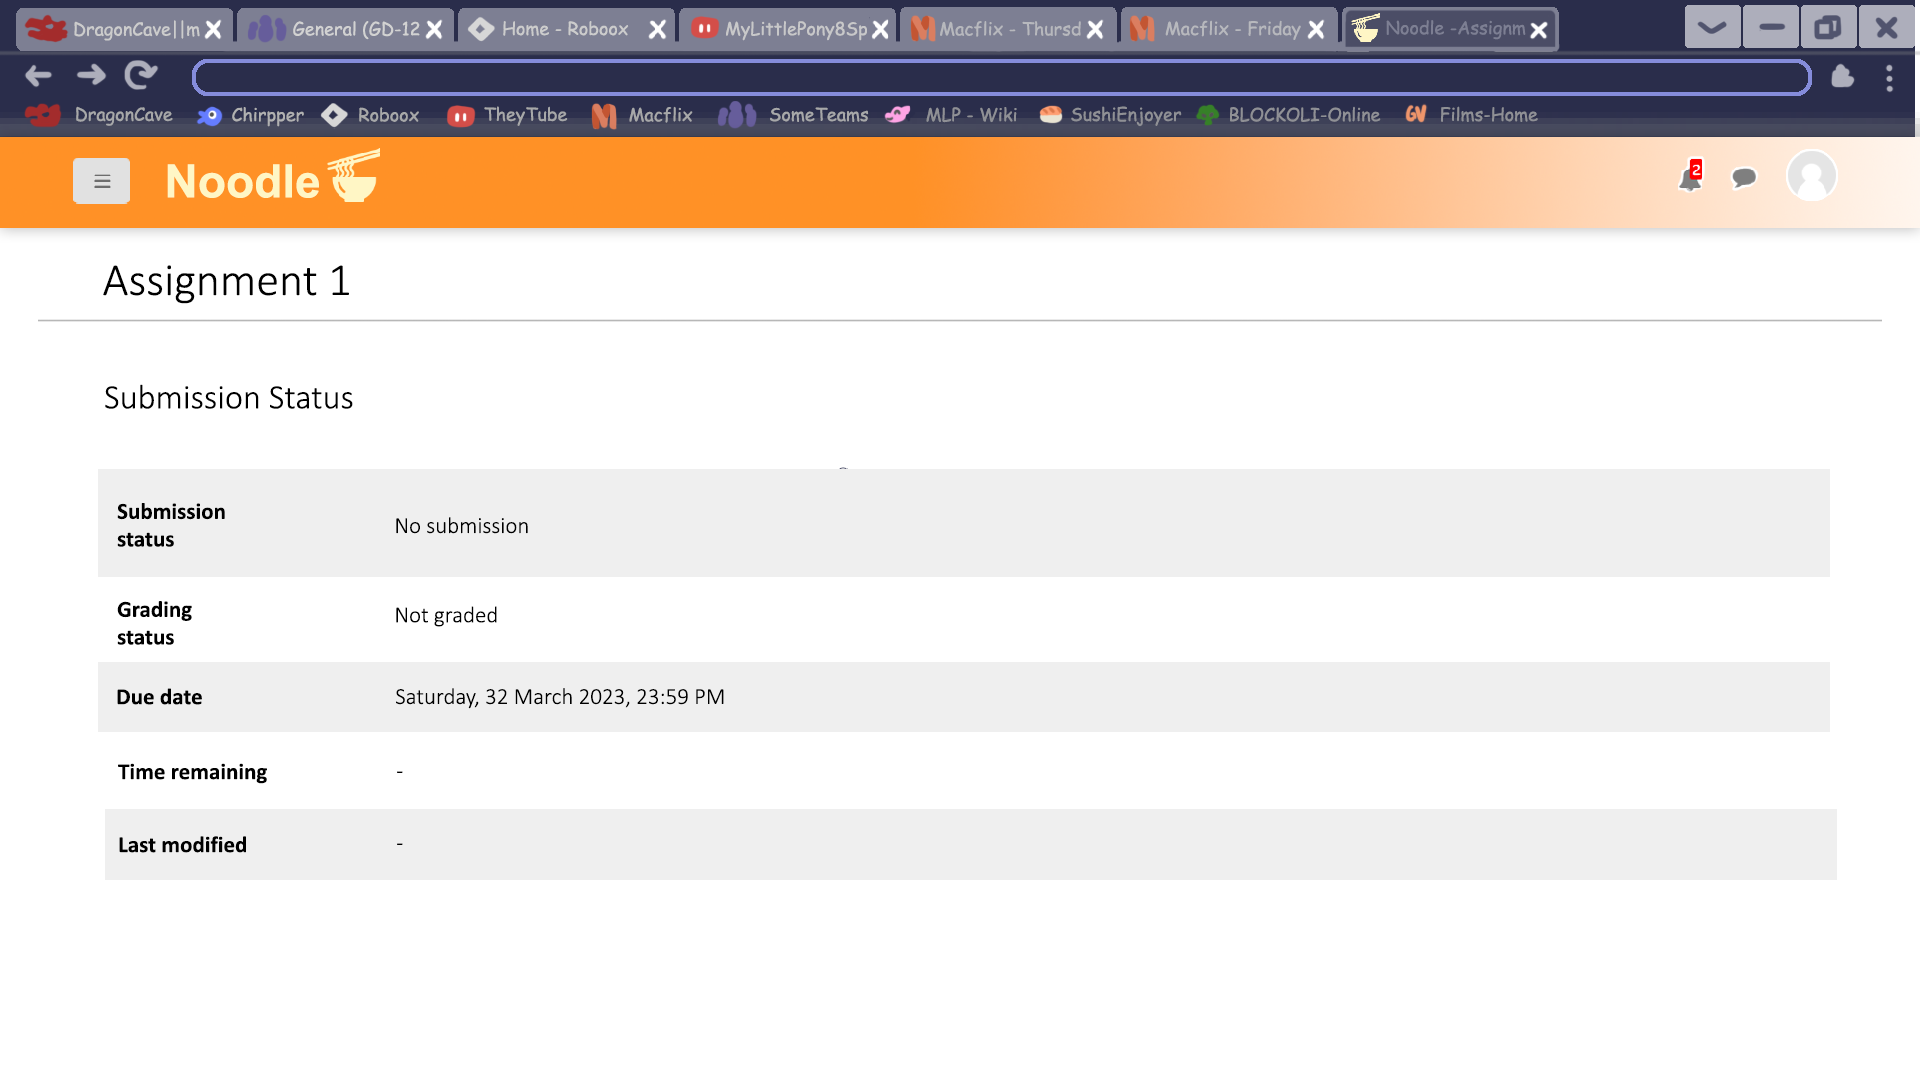 DragonCave||m
General (GD-12
Home - Roboox
MyLittlePony8Sp
Macflix - Thursd
Macflix - Friday
Noodle -Assignm
DragonCave
Chirpper
Roboox
TheyTube
Macflix
SomeTeams
MLP - Wiki
SushiEnjoyer
BLOCKOLI-Online
GV
Films-Home
Noodle
2
Assignment 1
Submission Status
Submission
status
No submission
Grading
status
Not graded
Due date
Saturday, 32 March 2023, 23:59 PM
Time remaining
-
Last modified
-